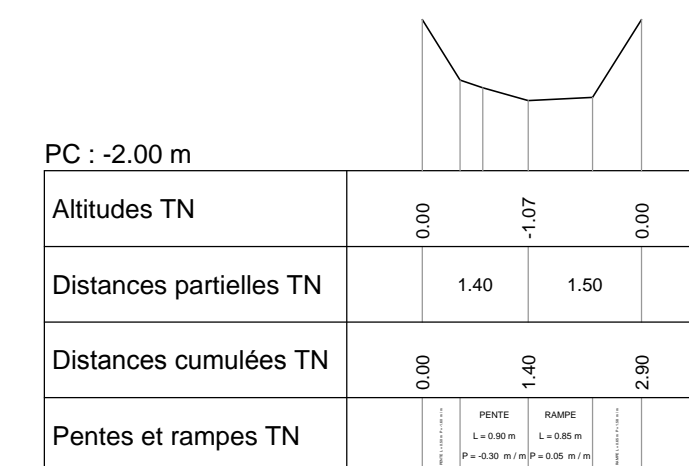 PC : -2.00 m
Altitudes TN
0.00
-1.07
0.00
Distances partielles TN
1.40
1.50
Distances cumulées TN
0.00
1.40
2.90
Pentes et rampes TN
PENTE
L = 0.90 m
P = -0.30 m / m
RAMPE
L = 0.85 m
P = 0.05 m / m